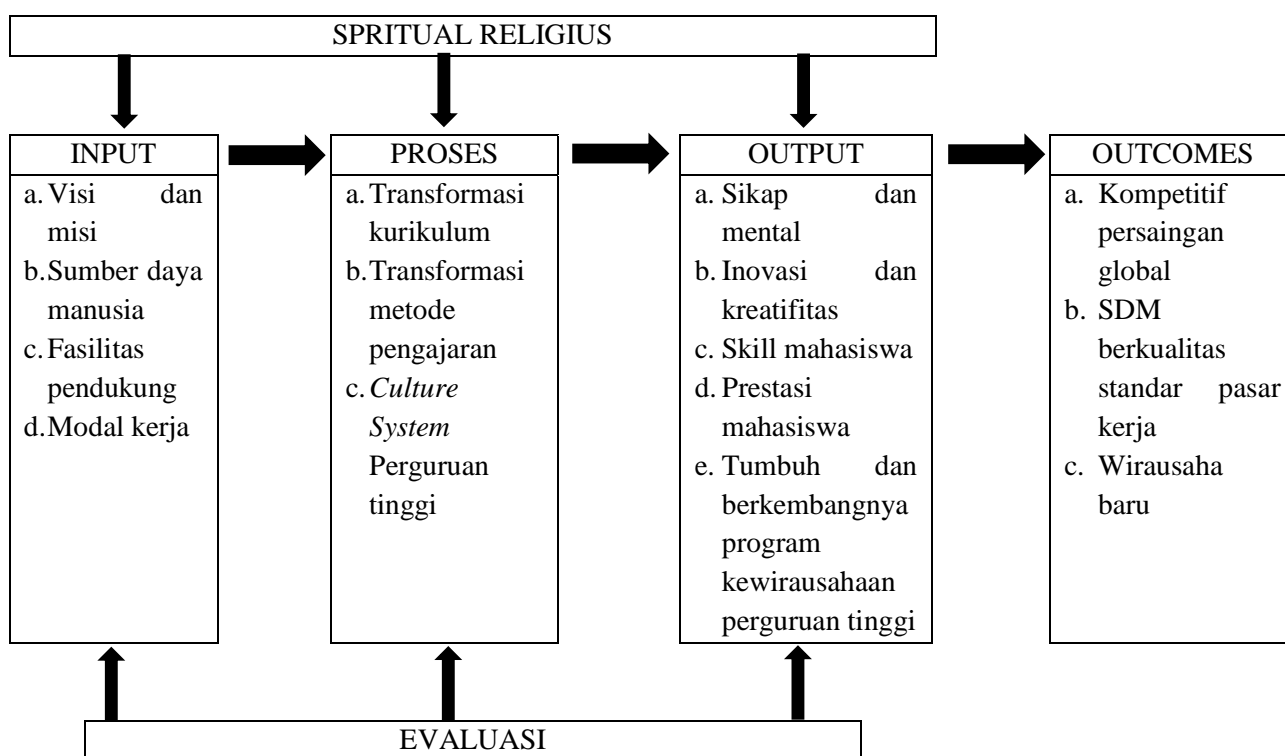 SPRITUAL RELIGIUS
INPUT
a. Visi dan
misi
b. Sumber daya
manusia
c. Fasilitas
pendukung
d. Modal kerja
PROSES
a. Transformasi
kurikulum
b. Transformasi
metode
pengajaran
c. Culture
System
Perguruan
tinggi
OUTPUT
a. Sikap dan
mental
b. Inovasi dan
kreatifitas
c. Skill mahasiswa
d. Prestasi
mahasiswa
e. Tumbuh dan
berkembangnya
program
kewirausahaan
perguruan tinggi
OUTCOMES
a. Kompetitif
persaingan
global
b. SDM
berkualitas
standar pasar
kerja
c. Wirausaha
baru
EVALUASI